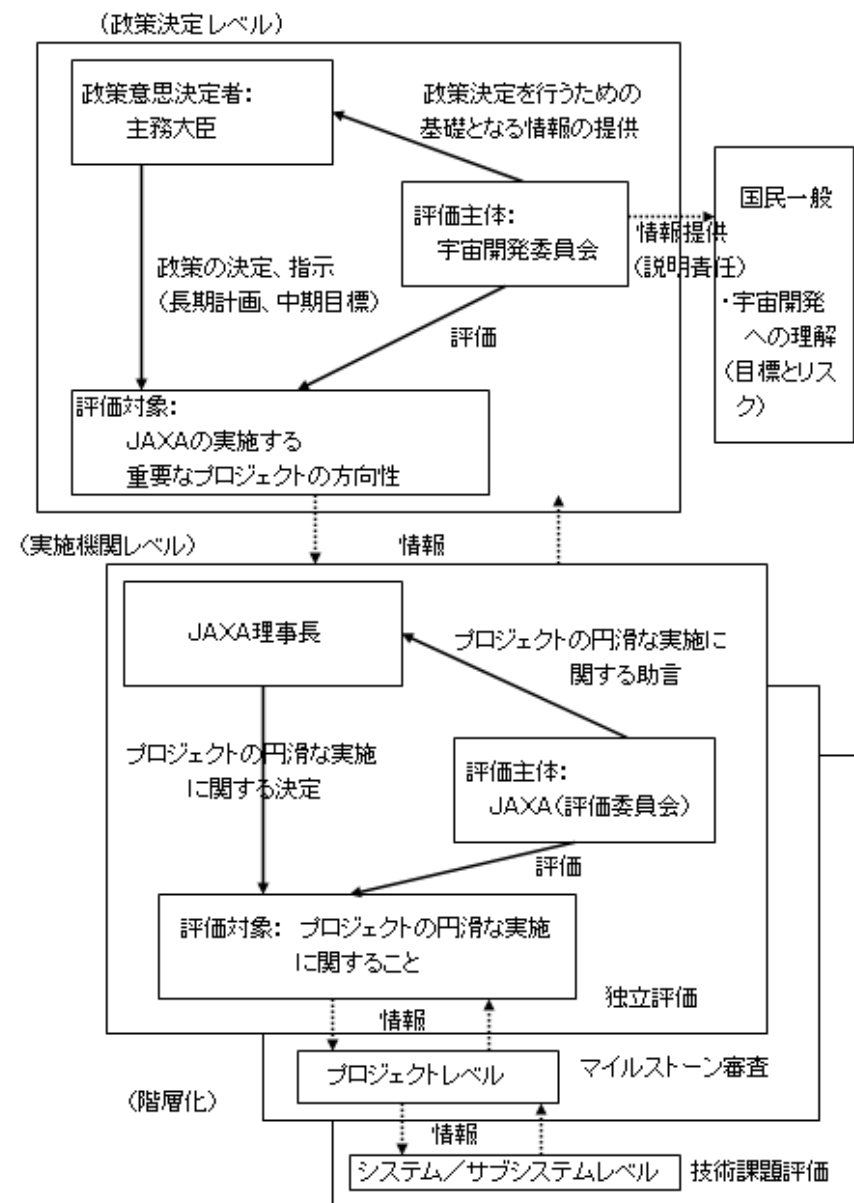 （政策決定レベル）
政策意思決定者：
主務大臣
政策決定を行うための
基礎となる情報の提供
評価主体：
宇宙開発委員会
情報提供
（説明責任）
国民一般
・宇宙開発
への理解
（目標とリス
ク）
政策の決定、指示
（長期計画、中期目標）
評価
評価対象：
JAXAの実施する
重要なプロジェクトの方向性
（実施機関レベル）
情報
JAXA理事長
プロジェクトの円滑な実施に
関する助言
プロジェクトの円滑な実施
に関する決定
評価主体：
JAXA（評価委員会）
評価
評価対象： プロジェクトの円滑な実施
に関すること
独立評価
情報
プロジェクトレベル
マイルストーン審査
（階層化）
情報
システム／サブシステムレベル
技術課題評価